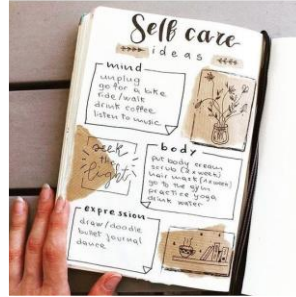 Self care
ideas
mind
unplug
go for a bike
ride/walk
drink coffee
listen to music
seek
the
light
body
put body cream
scrub (2 x week)
hair mask (1 x week)
go to the gym
practice yoga
drink water
expression
draw/doodle
bullet journal
dance